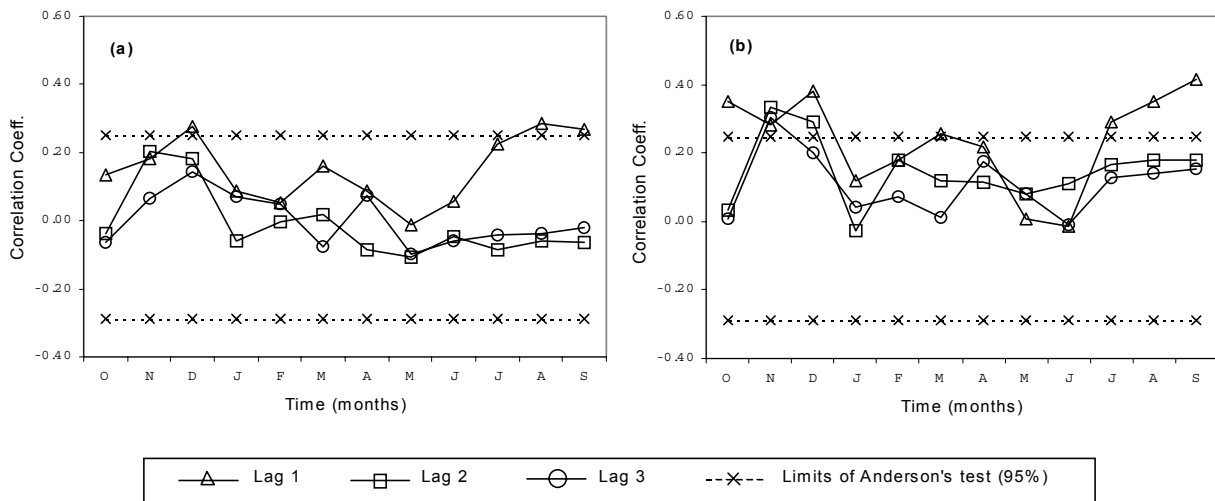 (a)
Correlation Coeff.
0.60
0.40
0.20
0.00
-0.20
-0.40
O N D J F M A M J J A S
Time (months)
(b)
Correlation Coeff.
0.60
0.40
0.20
0.00
-0.20
-0.40
O N D J F M A M J J A S
Time (months)
Lag 1 Lag 2 Lag 3 Limits of Anderson's test (95%)